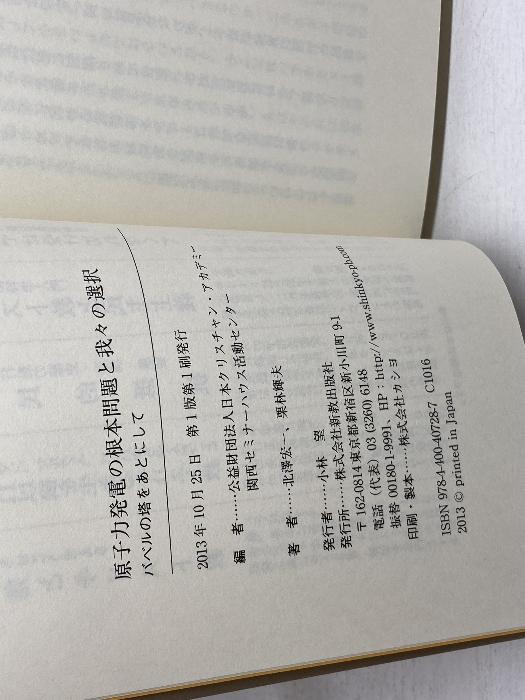 原子力発電の根本問題と我々の選択
バベルの塔をあとにして
2013年10月25日 第1版第1刷発行
編 者……公益財団法人日本クリスチャン・アカデミー
関西セミナーハウス活動センター
著 者……北澤宏一、栗林輝夫
発行者……小林 望
発行所……株式会社新教出版社
〒162-0814 東京都新宿区新小川町9-1
電話(代表)03 (3260) 6148
振替 00180-1-9991、HP:http://www.shinkyo-pb.com
印刷・製本……株式会社カショ
ISBN 978-4-400-40728-7 C1016
2013 © printed in Japan